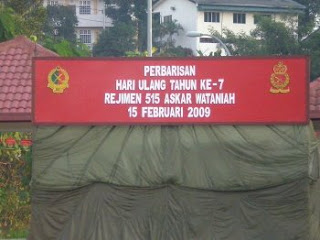 PERBARISAN
HARI ULANG TAHUN KE-7
REJIMEN 515 ASKAR WATANIAH
15 FEBRUARI 2009